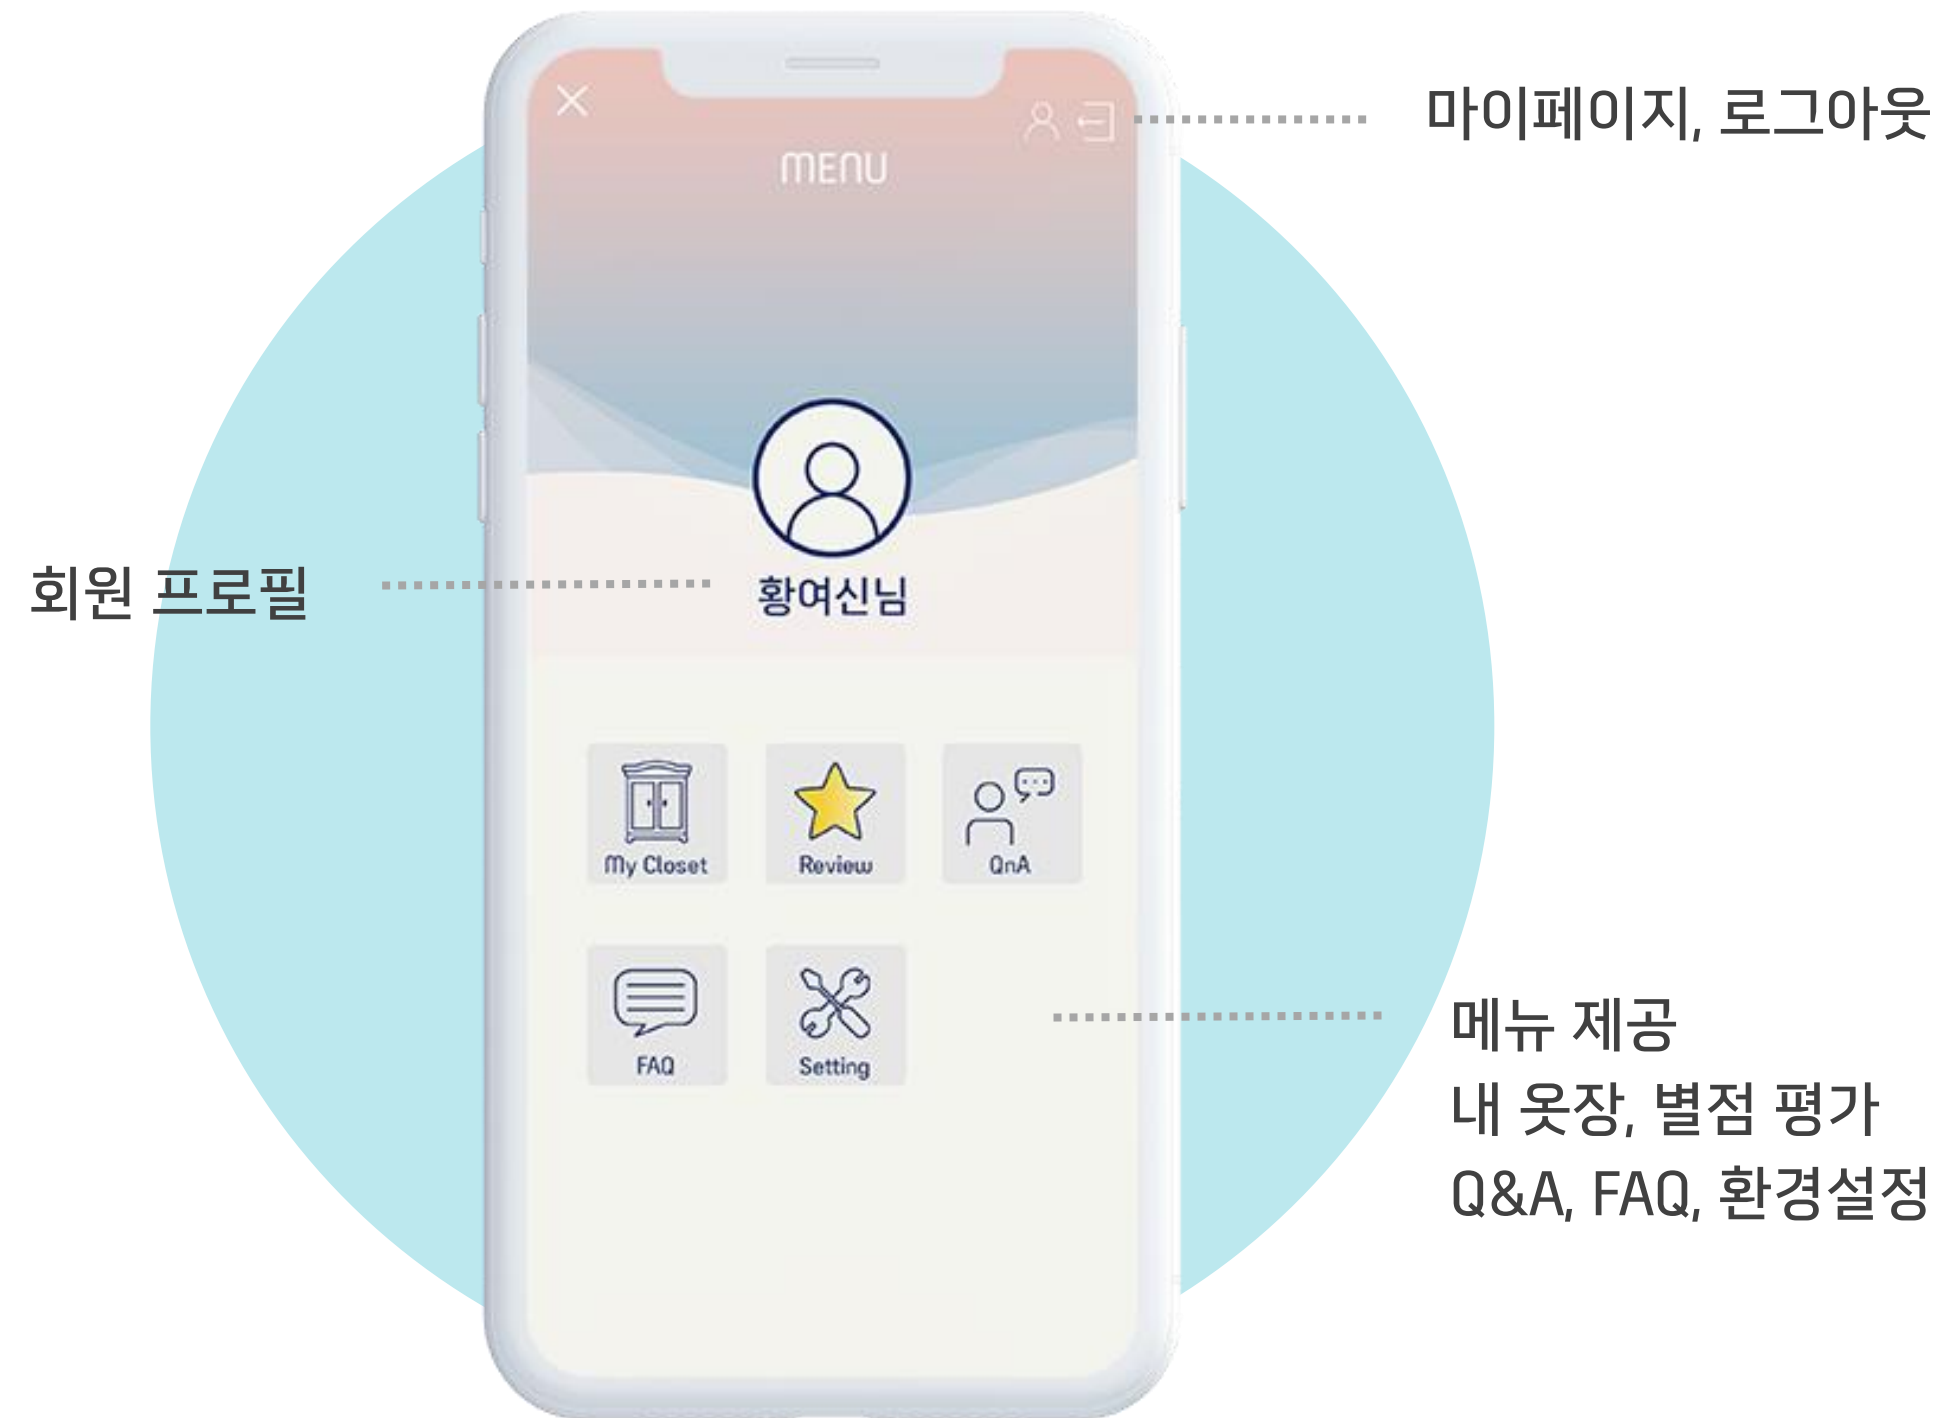 마이페이지, 로그아웃
MENU
회원 프로필
황여신님
My Closet
Review
QnA
FAQ
Setting
메뉴 제공
내 옷장, 별점 평가
Q&A, FAQ, 환경설정